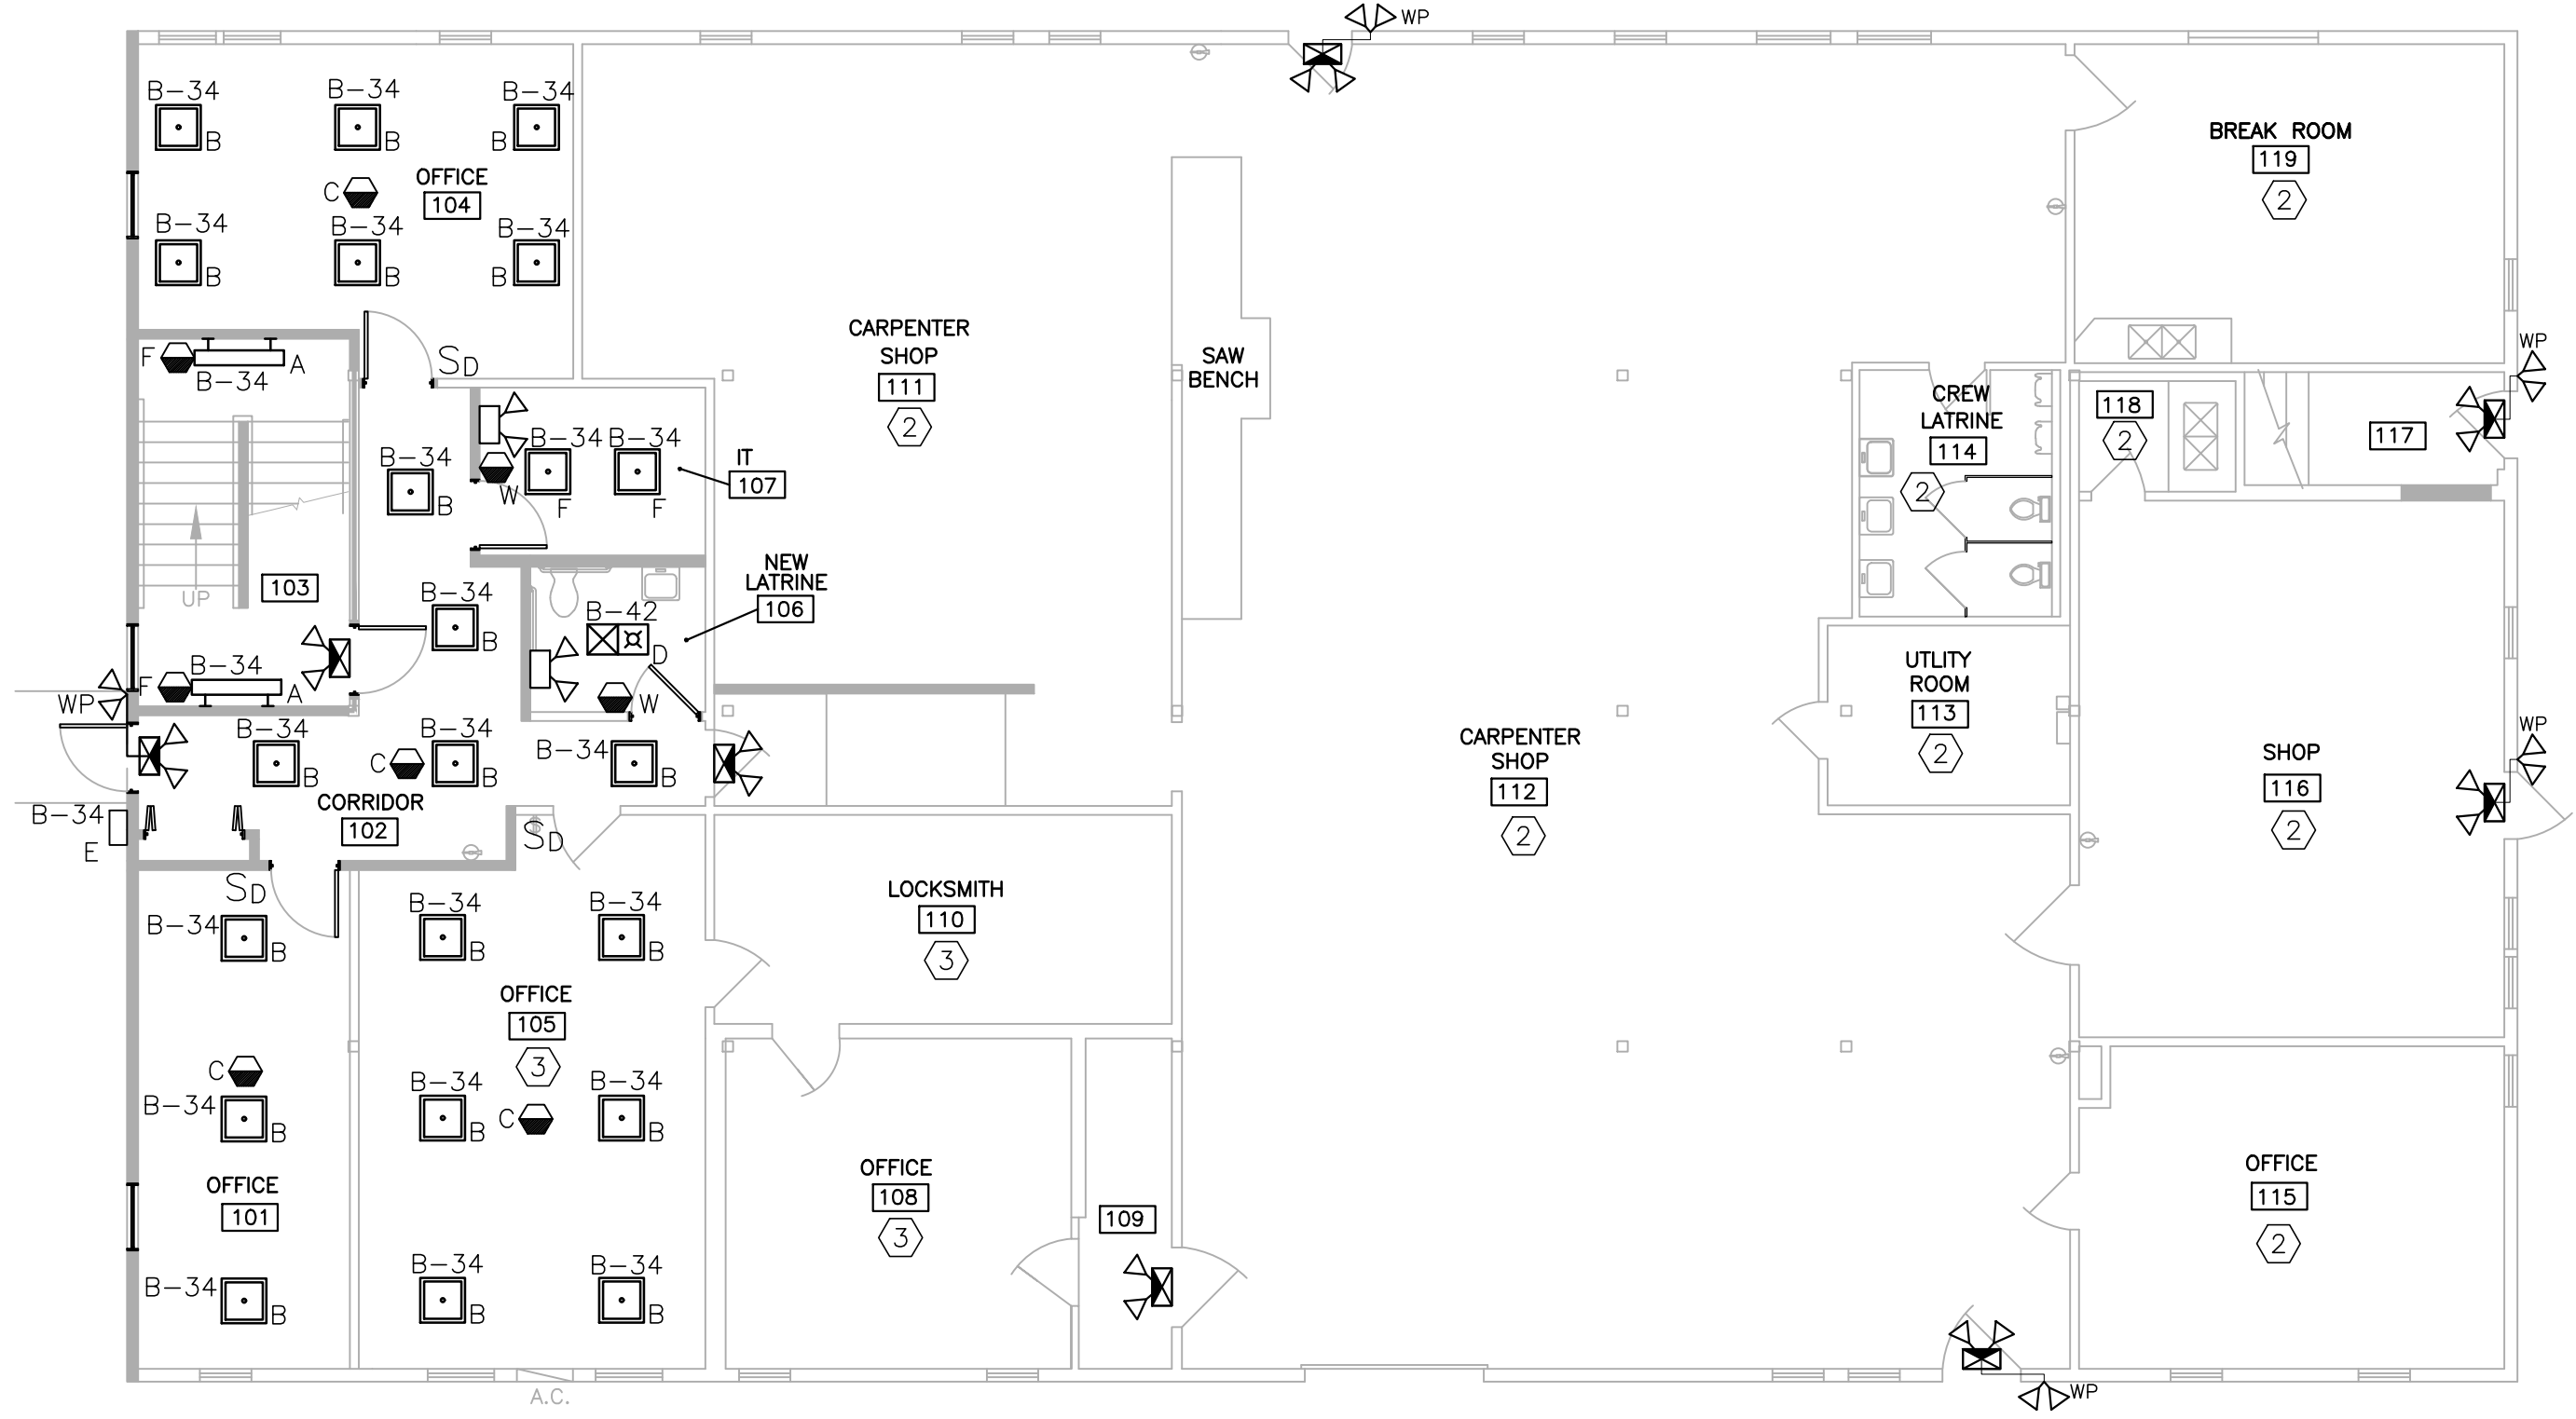 WP
B-34
B
B-34
B
B-34
B
OFFICE
104
C
B-34
B
B-34
B
B-34
B
BREAK ROOM
119
2
F
B-34
A
SD
CARPENTER
SHOP
111
2
SAW
BENCH
WP
B-34
B
B-34
F
B-34
F
W
IT
107
CREW
LATRINE
114
2
118
2
117
UP
103
B-34
B
B-42
D
W
NEW
LATRINE
106
F
B-34
A
WP
B-34
B
C
B-34
B
B-34
B
CORRIDOR
102
B-34
E
UTLITY
ROOM
113
2
CARPENTER
SHOP
112
2
SHOP
116
2
WP
SD
SD
B-34
B
B-34
B
B-34
B
LOCKSMITH
110
3
OFFICE
105
3
C
B-34
B
B-34
B
B-34
B
C
OFFICE
101
B-34
B
B-34
B
B-34
B
OFFICE
108
3
109
OFFICE
115
2
A.C.
WP